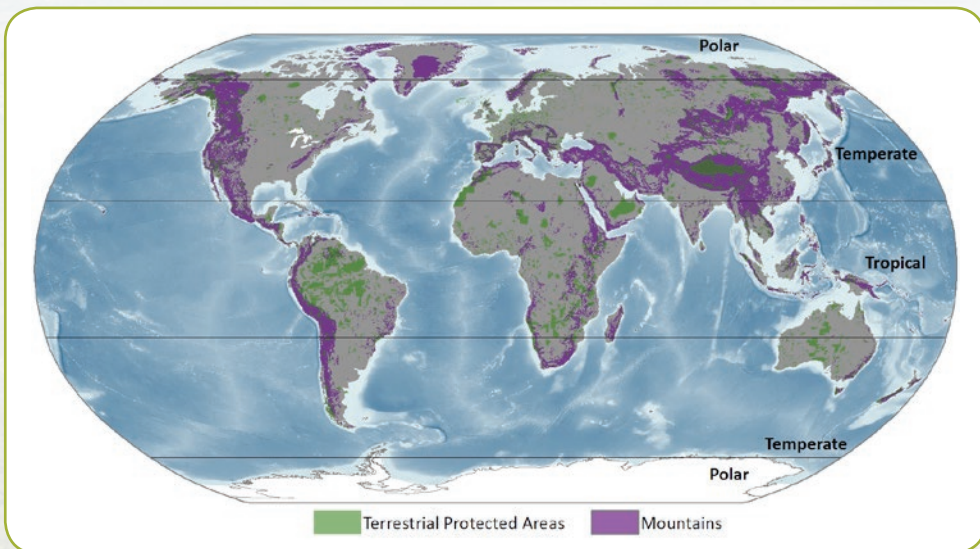 Polar
Temperate
Tropical
Temperate
Polar
Terrestrial Protected Areas Mountains